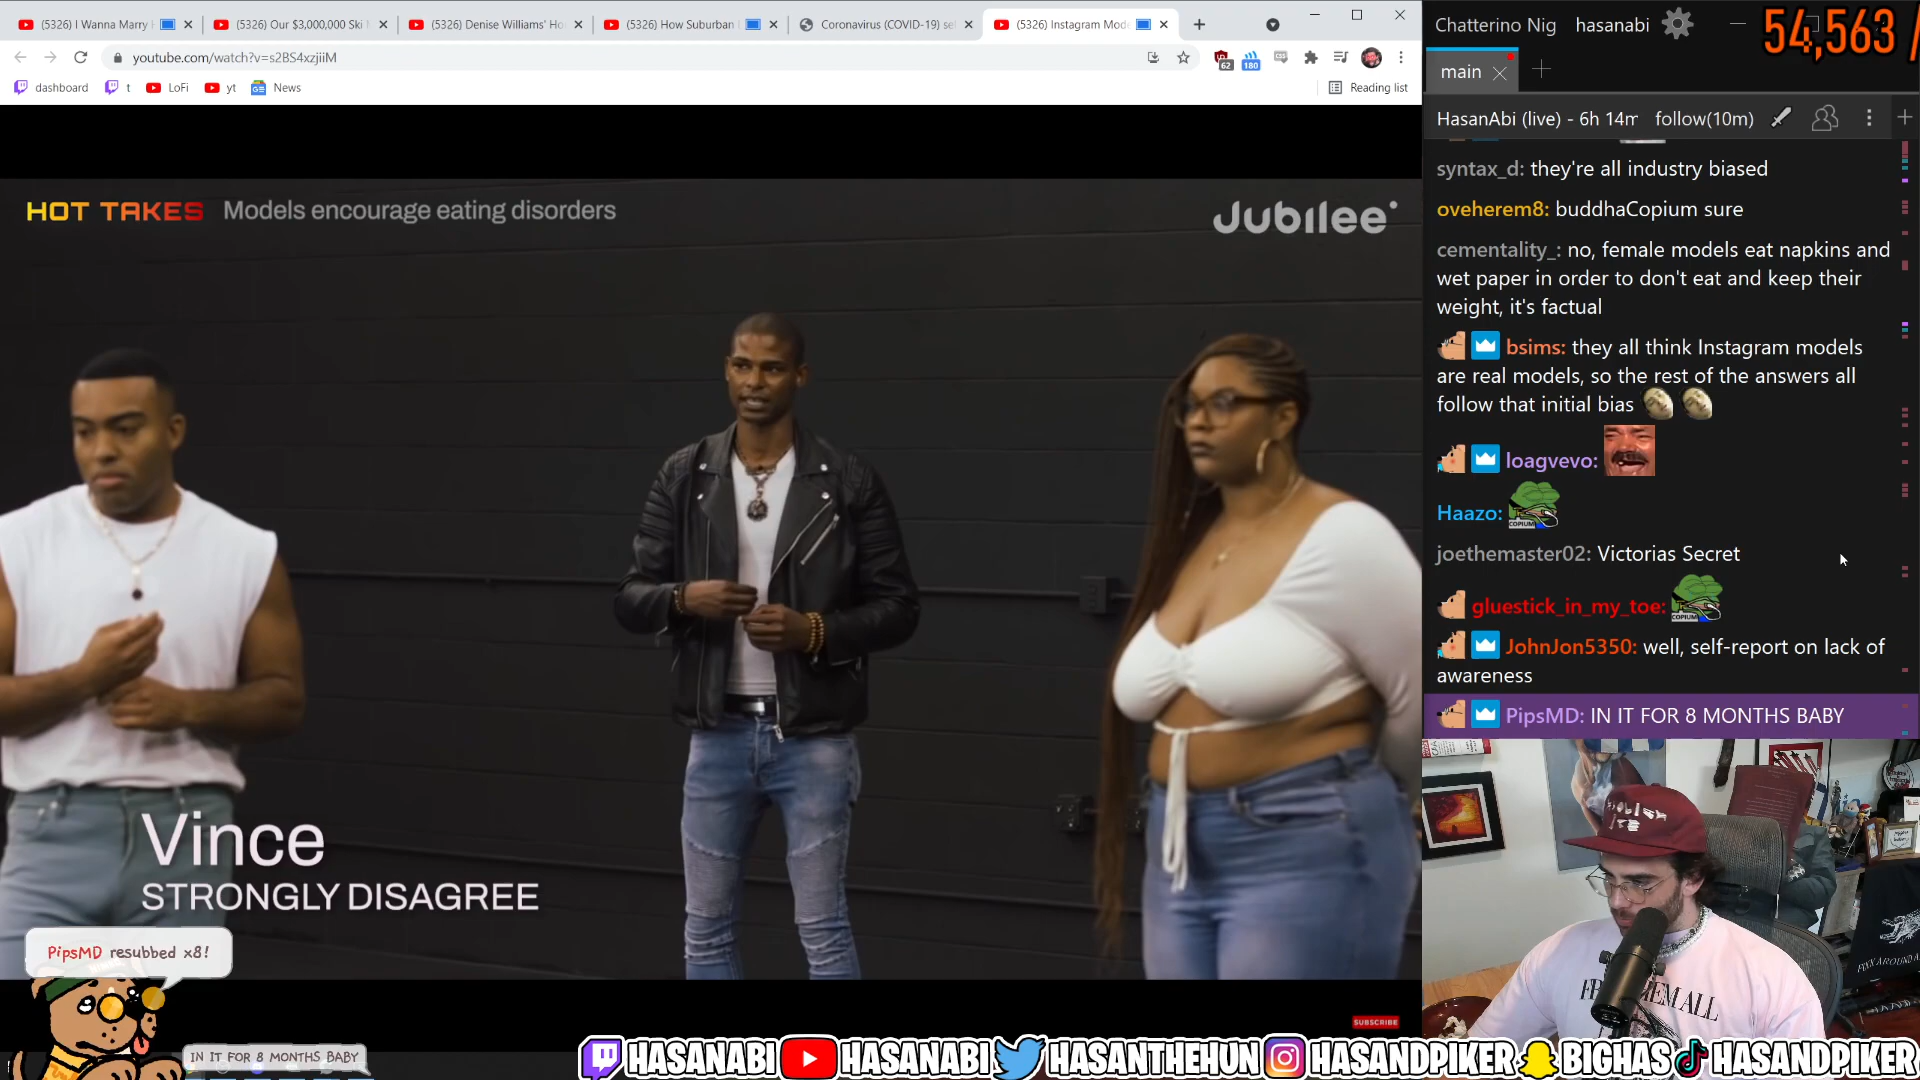 (5326) I Wanna Marry
(5326) Our $3,000,000 Ski
(5326) Denise Williams' Ho
(5326) How Suburban
Coronavirus (COVID-19) se
(5326) Instagram Mode
youtube.com/watch?v=s2BS4xzjiiM
62
180
dashboard
t
LoFi
yt
News
Reading list
HOT TAKES Models encourage eating disorders
Jubilee
Vince
STRONGLY DISAGREE
PipsMD resubbed x8!
IN IT FOR 8 MONTHS BABY
SUBSCRIBE
Chatterino Nig hasanabi
54,563 /
main
HasanAbi (live) - 6h 14m follow(10m)
syntax_d: they're all industry biased
oveherem8: buddhaCopium sure
cementality_: no, female models eat napkins and
wet paper in order to don't eat and keep their
weight, it's factual
bsims: they all think Instagram models
are real models, so the rest of the answers all
follow that initial bias
loagvevo:
Haazo:
COPIUM
joethemaster02: Victorias Secret
gluestick_in_my_toe:
COPIUM
JohnJon5350: well, self-report on lack of
awareness
PipsMD: IN IT FOR 8 MONTHS BABY
HASANABI HASANABI HASANTHEHUN HASANDPIKER BIGHAS HASANDPIKER